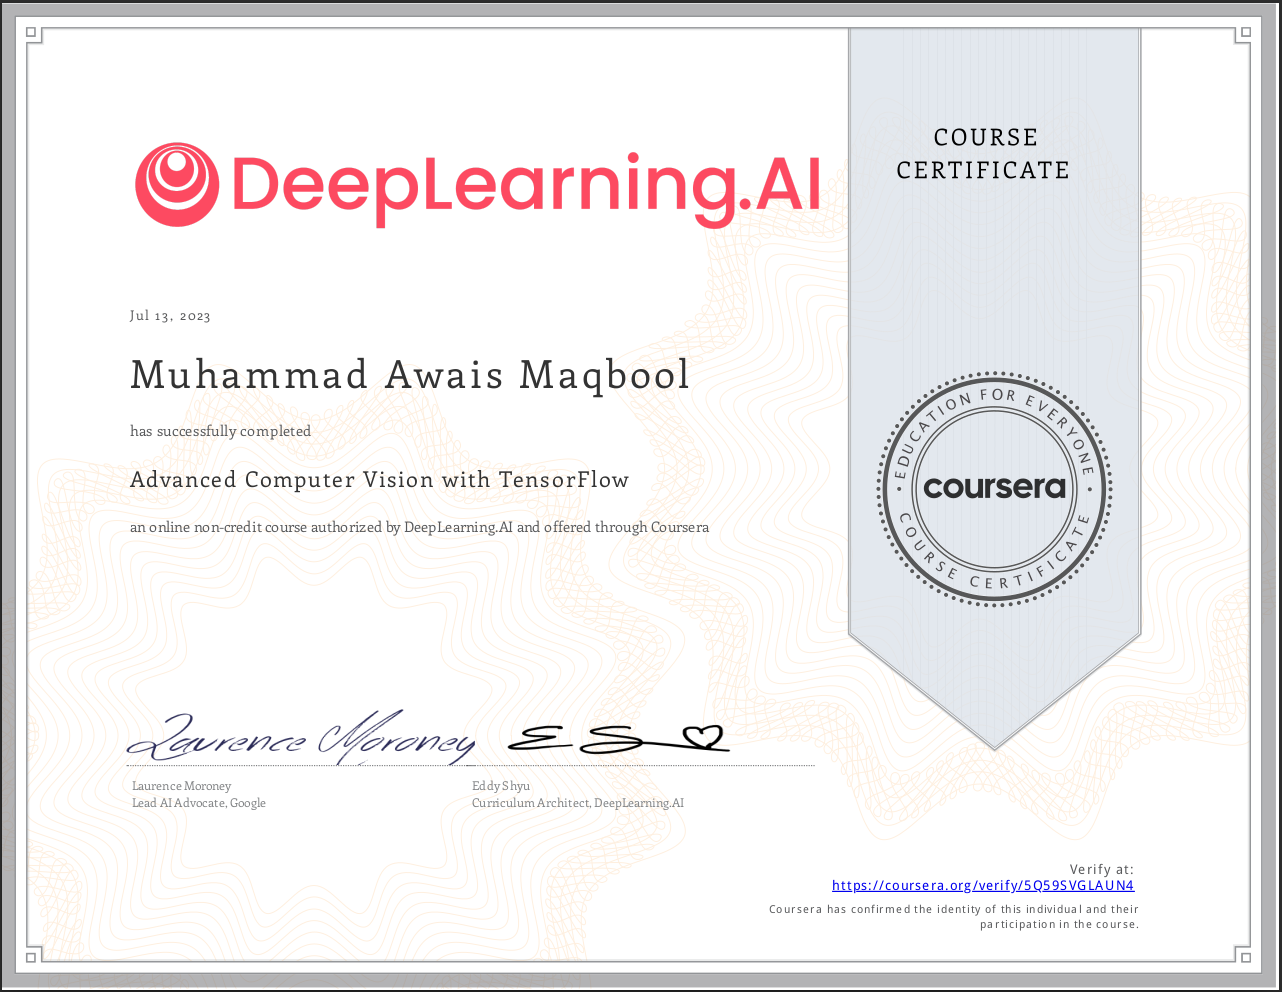 DeepLearning.AI
COURSE
CERTIFICATE
Jul 13, 2023
Muhammad Awais Maqbool
has successfully completed
Advanced Computer Vision with TensorFlow
an online non-credit course authorized by DeepLearning.AI and offered through Coursera
EDUCATION FOR EVERYONE
coursera
COURSE CERTIFICATE
Laurence Moroney
Laurence Moroney
Lead AI Advocate, Google
E S
Eddy Shyu
Curriculum Architect, DeepLearning.AI
Verify at:
https://coursera.org/verify/5Q59SVGLAUN4
Coursera has confirmed the identity of this individual and their
participation in the course.